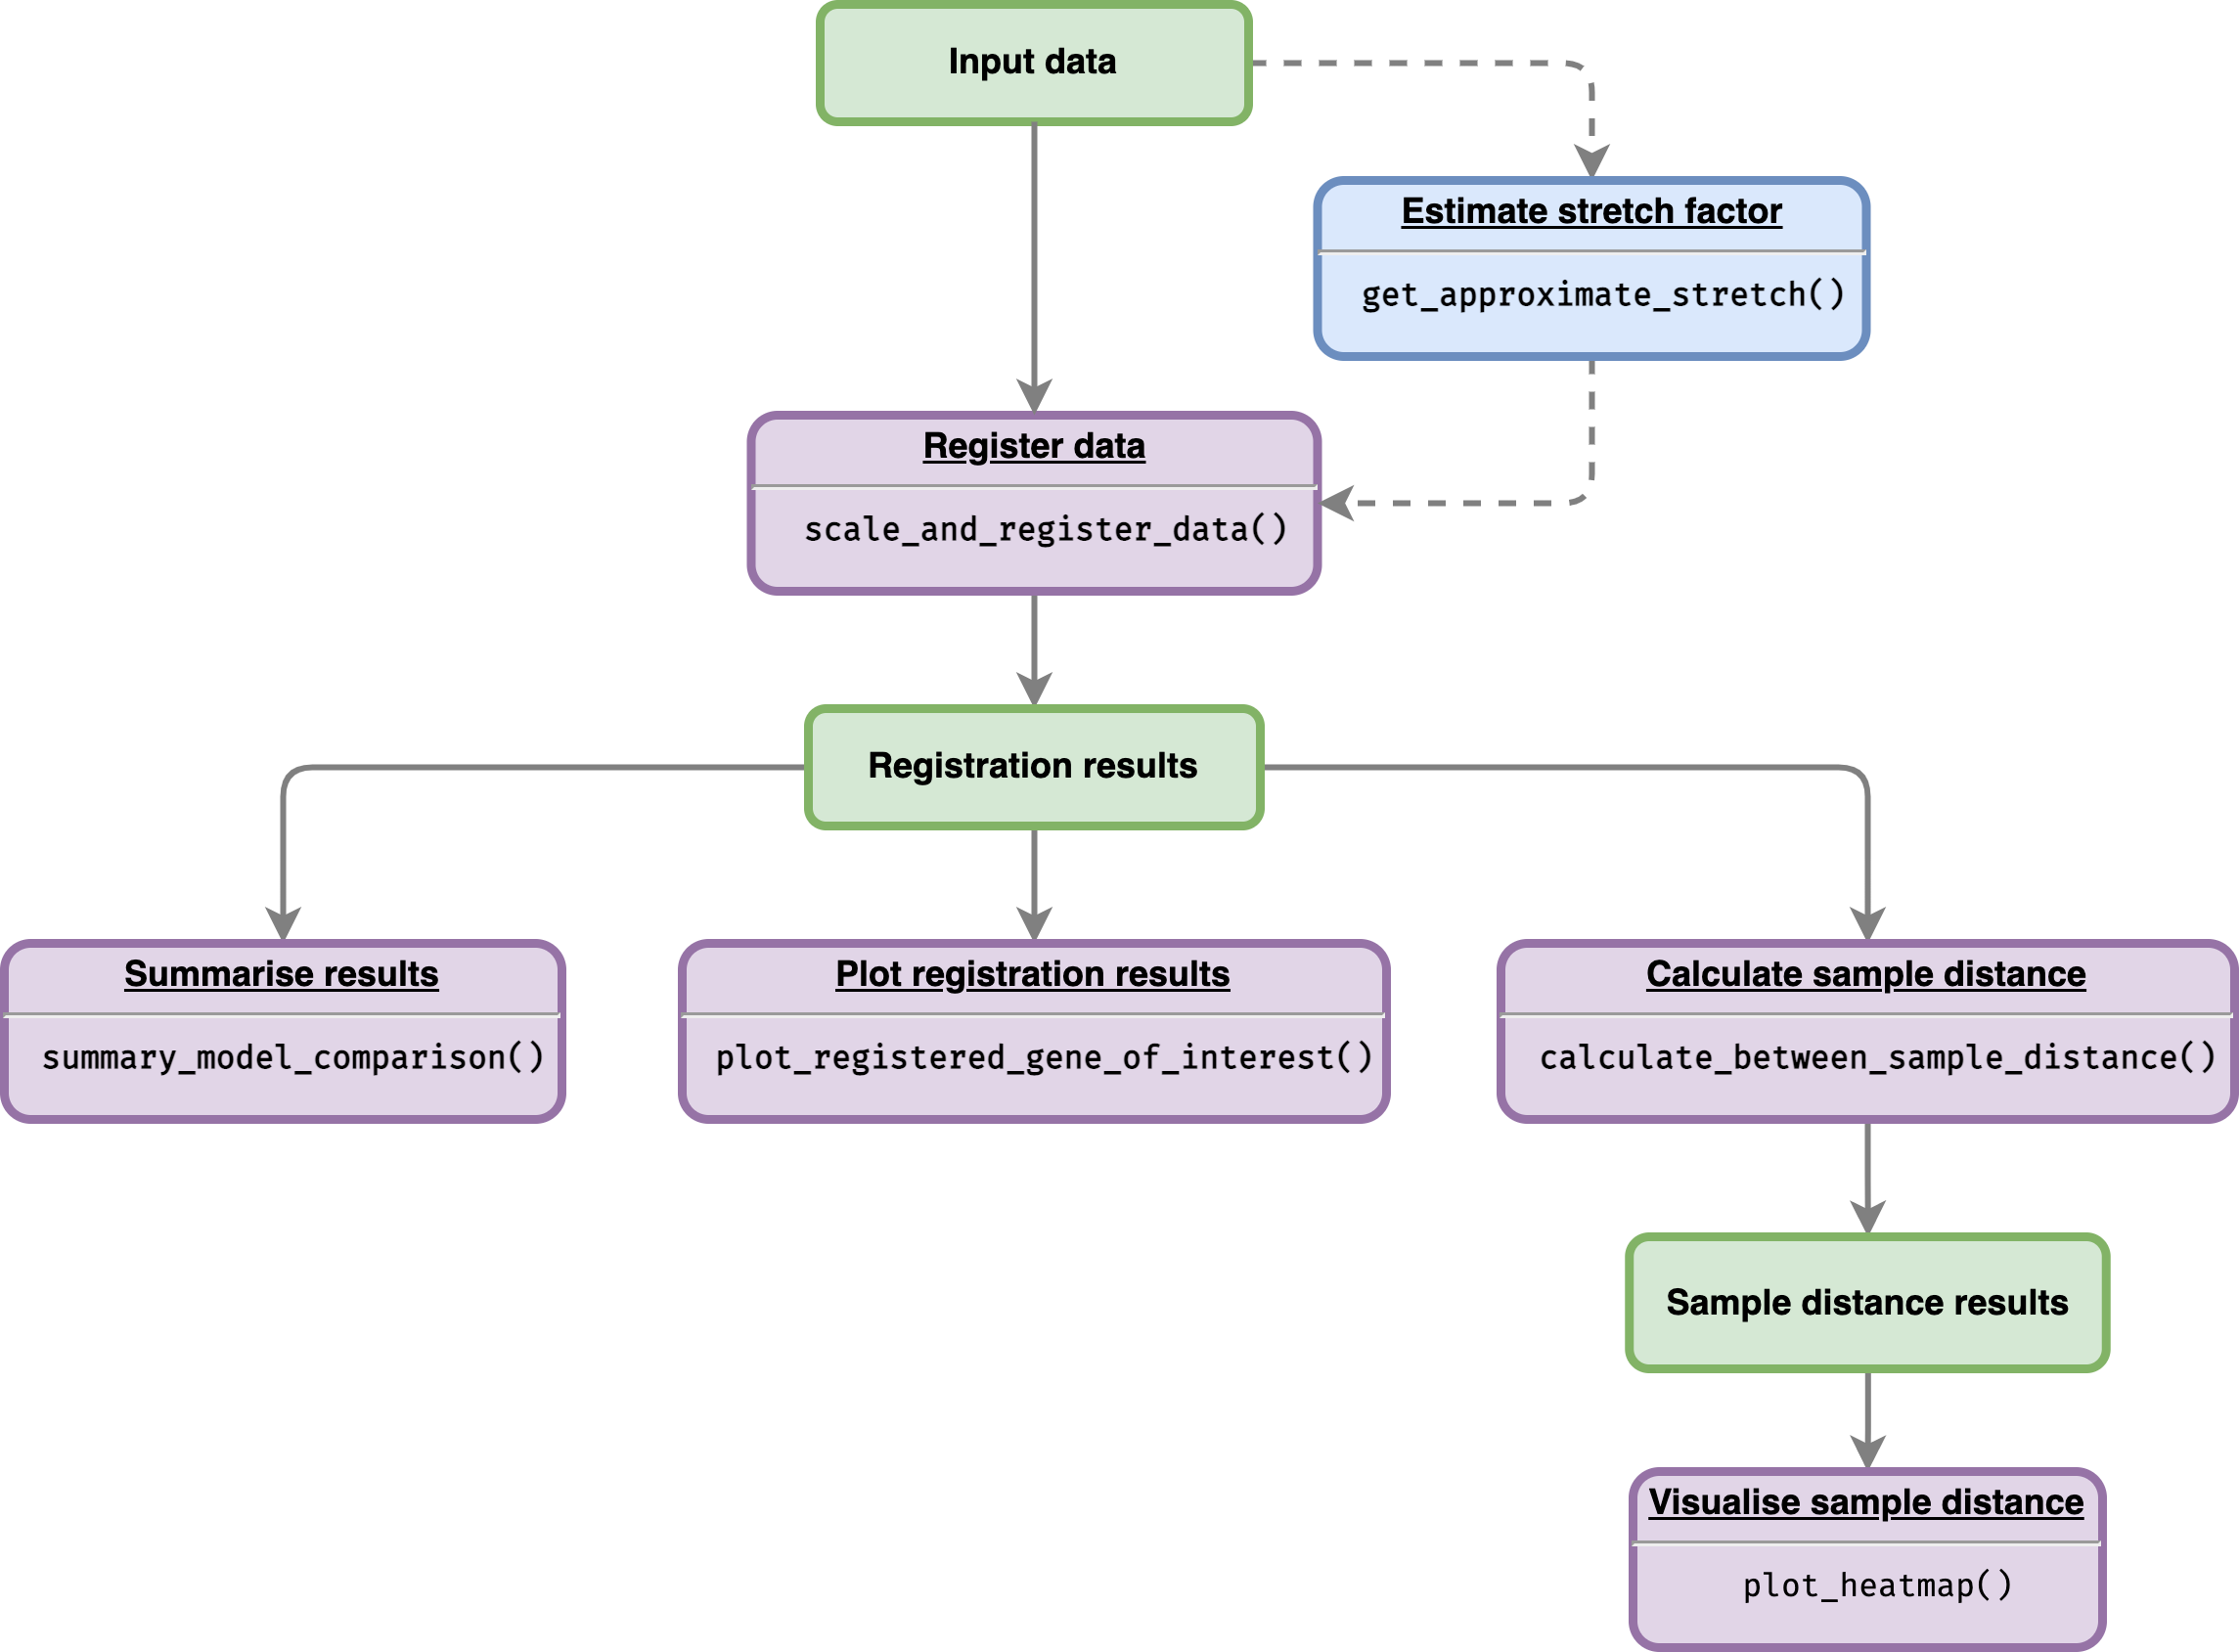 Input data
Estimate stretch factor
get_approximate_stretch()
Register data
scale_and_register_data()
Registration results
Summarise results
summary_model_comparison()
Plot registration results
plot_registered_gene_of_interest()
Calculate sample distance
calculate_between_sample_distance()
Sample distance results
Visualise sample distance
plot_heatmap()